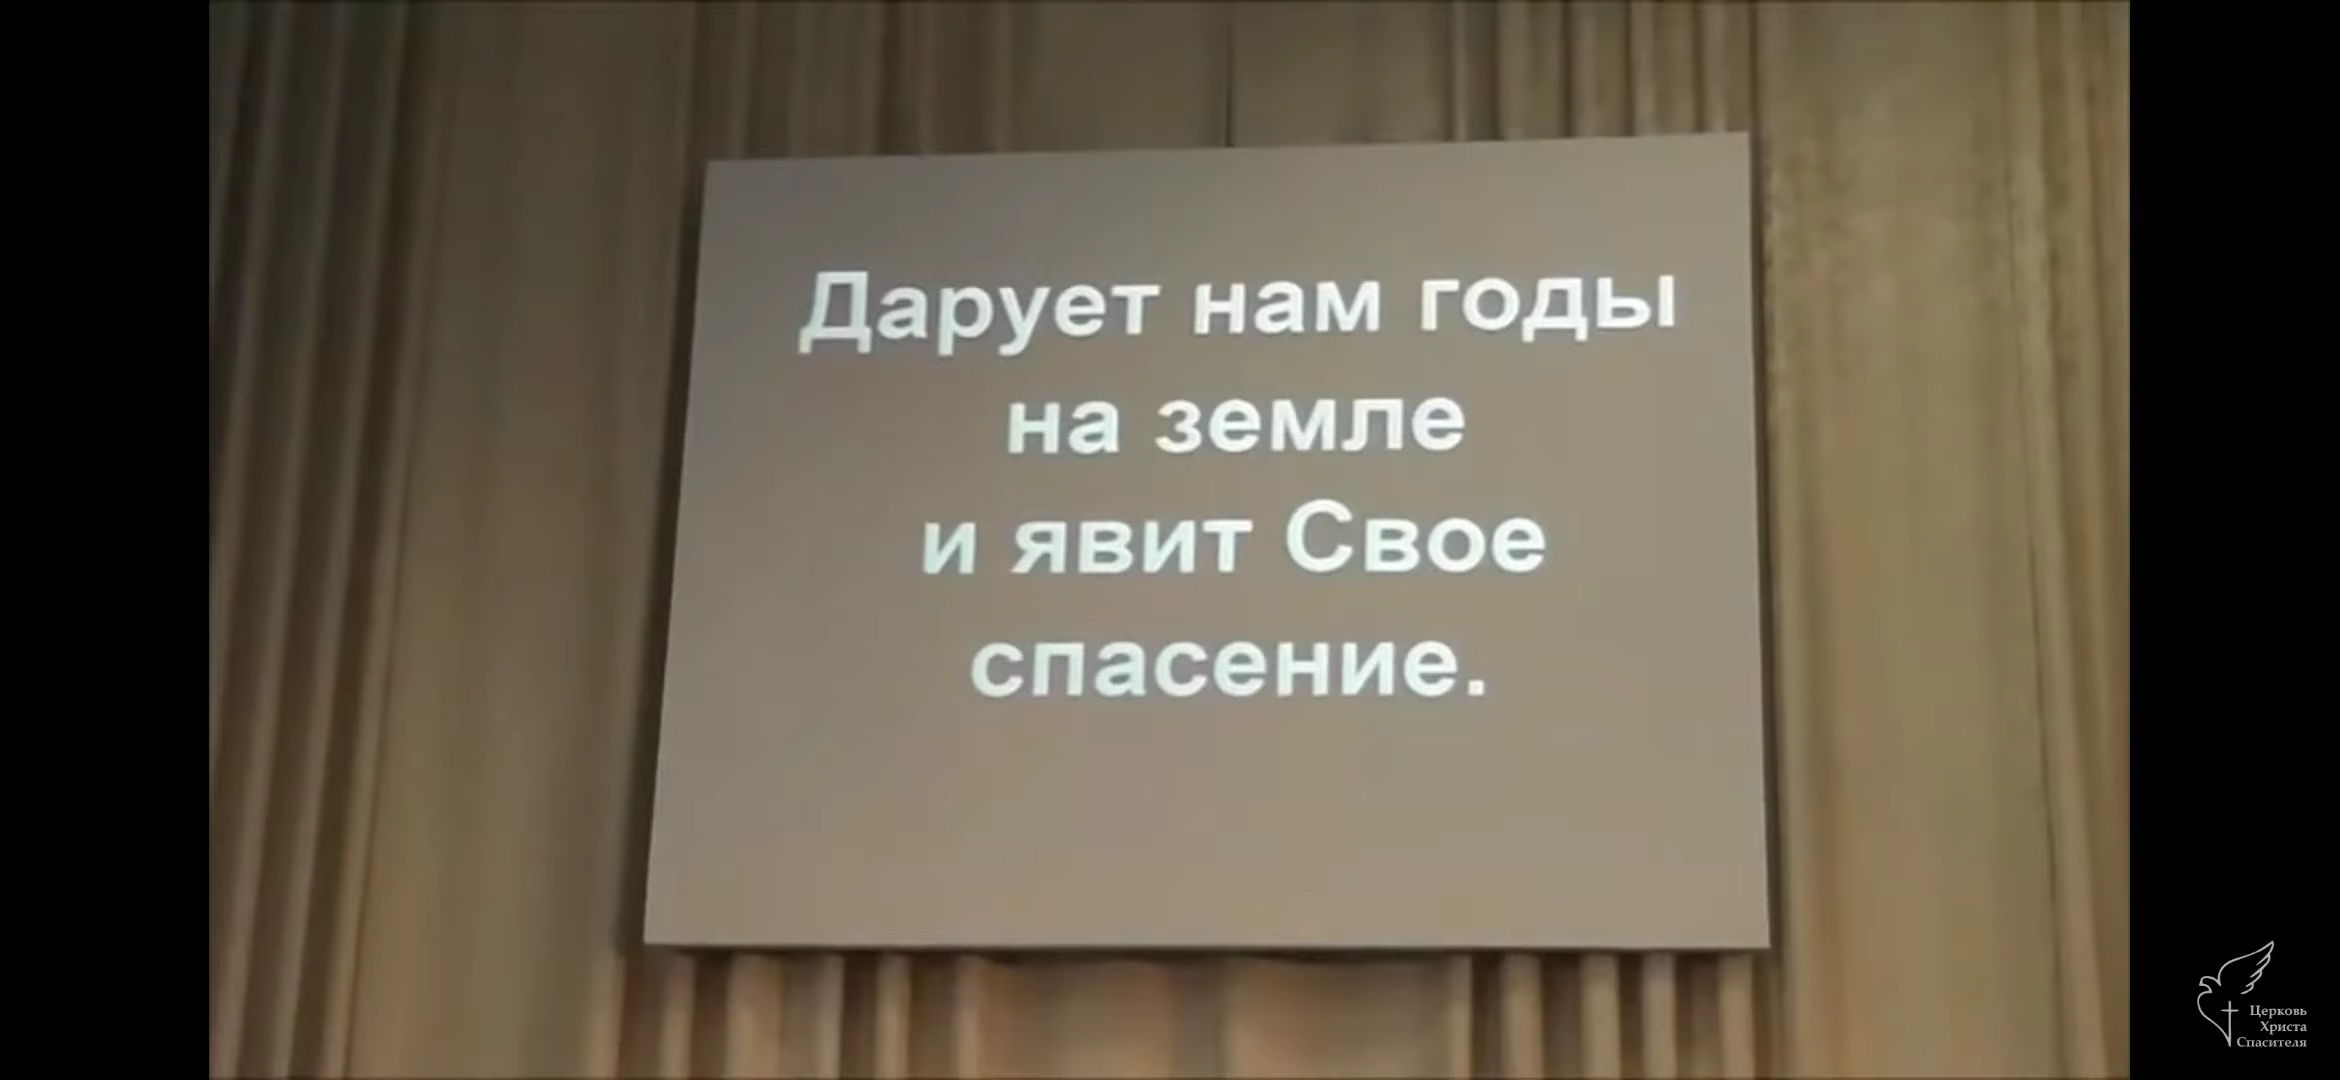 Дарует нам годы
на земле
и явит Свое
спасение.
Церковь
Христа
Спасителя